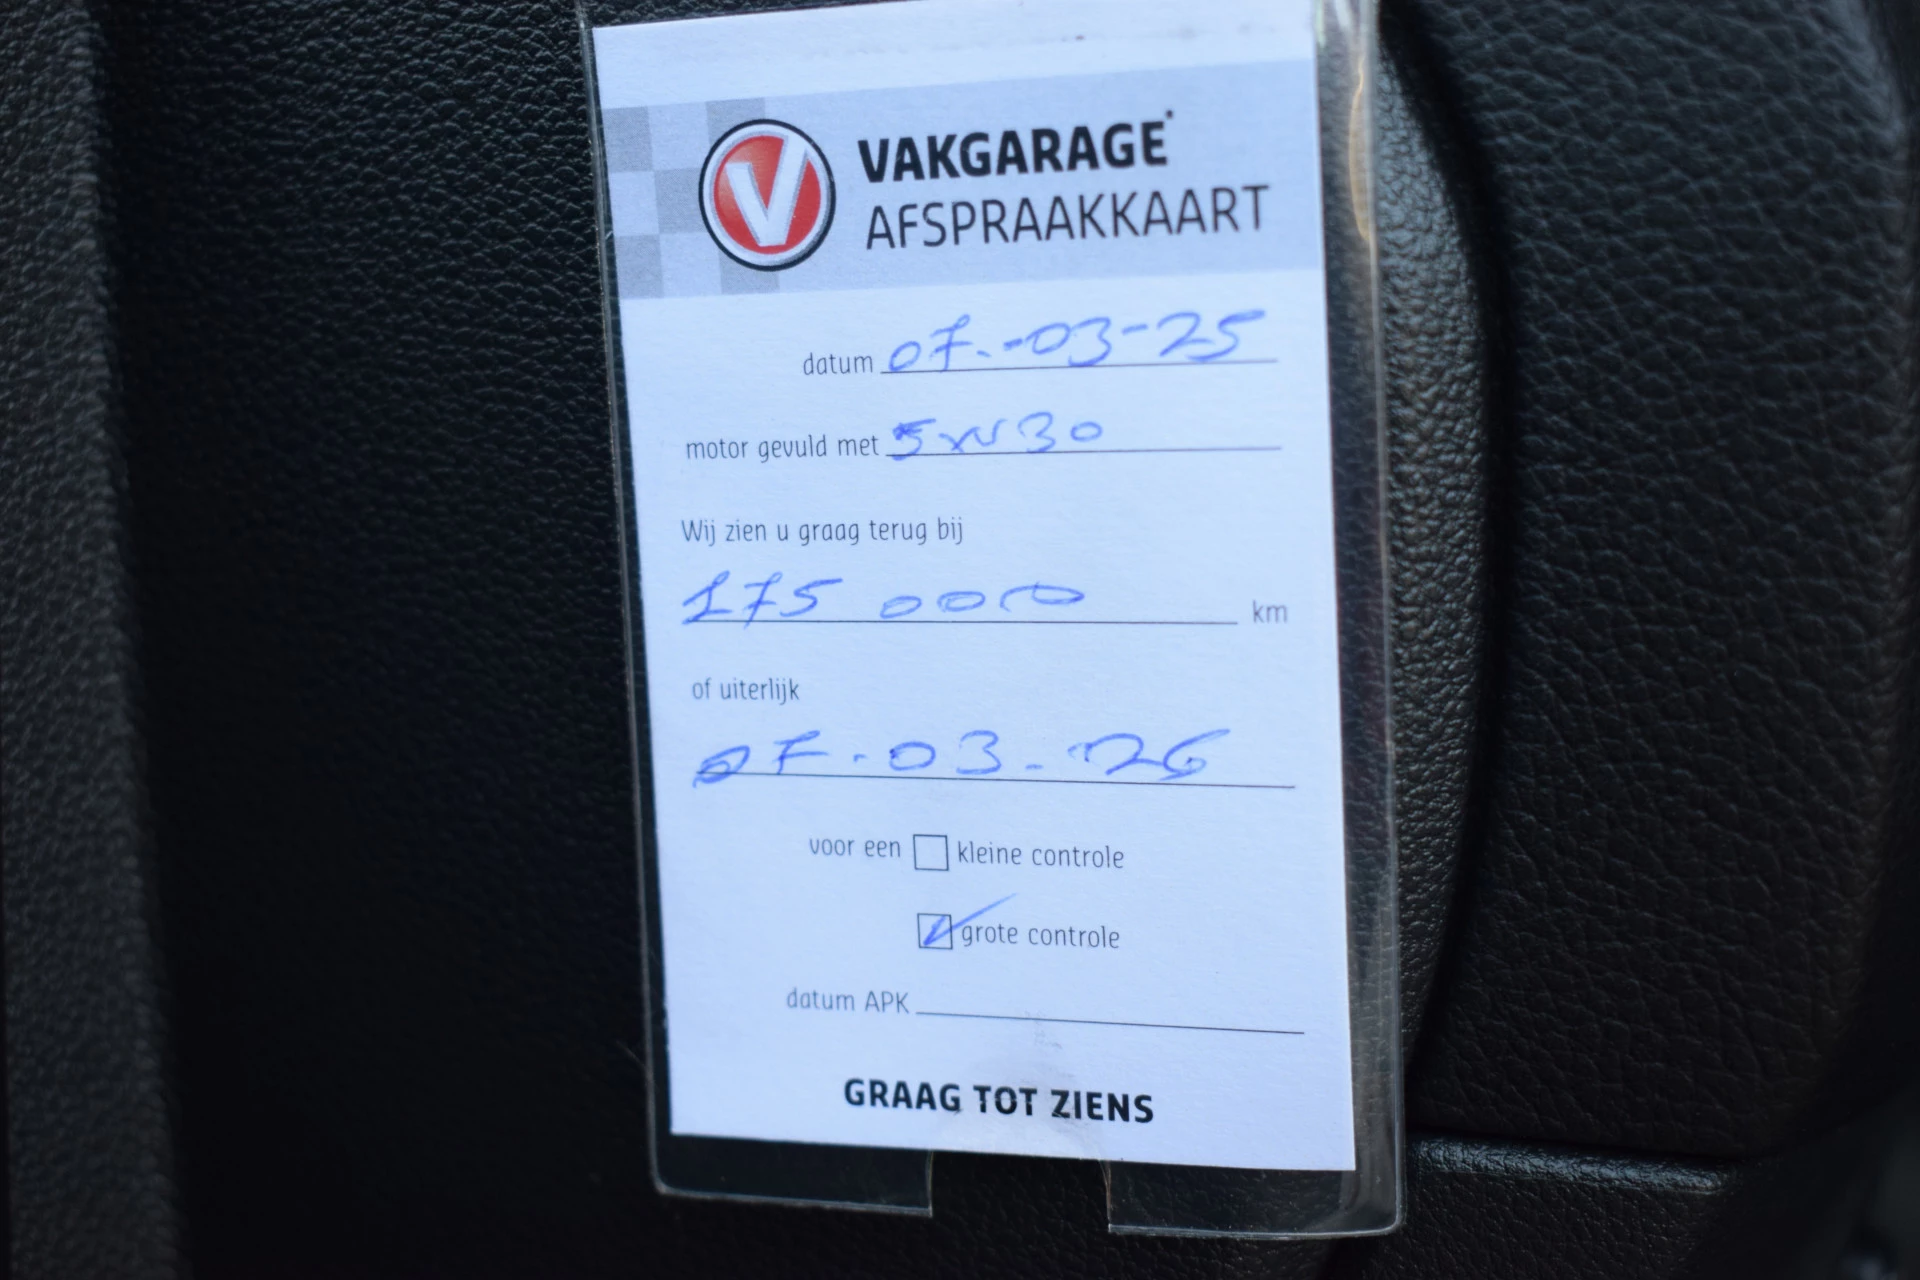 V VAKGARAGE
AFSPRAAKKAART
datum 07.-03-25
motor gevuld met 5W30
Wij zien u graag terug bij
175 000 km
of uiterlijk
07-03-26
voor een kleine controle
grote controle
datum APK
GRAAG TOT ZIENS